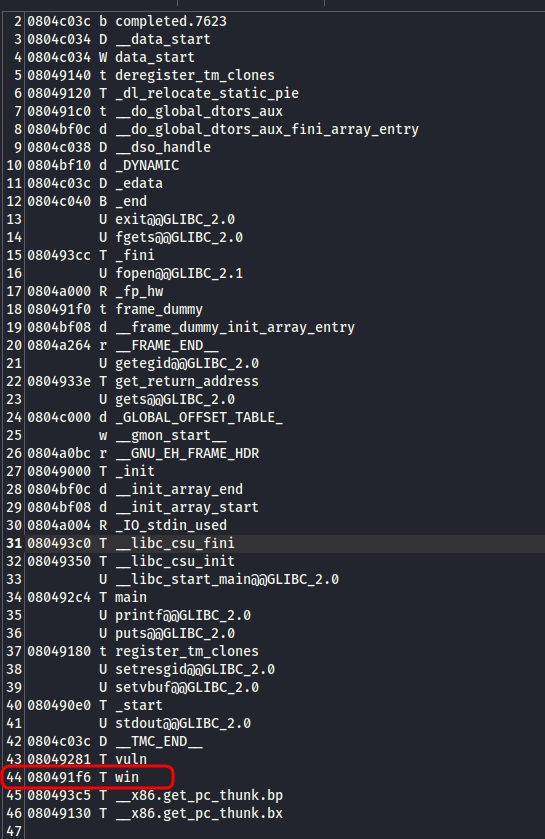 2 0804c03c b completed.7623
3 0804c034 D __data_start
4 0804c034 W data_start
5 08049140 t deregister_tm_clones
6 08049120 T _dl_relocate_static_pie
7 080491c0 t __do_global_dtors_aux
8 0804bf0c d __do_global_dtors_aux_fini_array_entry
9 0804c038 D __dso_handle
10 0804bf10 d _DYNAMIC
11 0804c03c D _edata
12 0804c040 B _end
13 U exit@@GLIBC_2.0
14 U fgets@@GLIBC_2.0
15 080493cc T _fini
16 U fopen@@GLIBC_2.1
17 0804a000 R _fp_hw
18 080491f0 t frame_dummy
19 0804bf08 d __frame_dummy_init_array_entry
20 0804a264 r __FRAME_END__
21 U getegid@@GLIBC_2.0
22 0804933e T get_return_address
23 U gets@@GLIBC_2.0
24 0804c000 d _GLOBAL_OFFSET_TABLE_
25 w __gmon_start__
26 0804a0bc r __GNU_EH_FRAME_HDR
27 08049000 T _init
28 0804bf0c d __init_array_end
29 0804bf08 d __init_array_start
30 0804a004 R _IO_stdin_used
31 080493c0 T __libc_csu_fini
32 08049350 T __libc_csu_init
33 U __libc_start_main@@GLIBC_2.0
34 080492c4 T main
35 U printf@@GLIBC_2.0
36 U puts@@GLIBC_2.0
37 08049180 t register_tm_clones
38 U setresgid@@GLIBC_2.0
39 U setvbuf@@GLIBC_2.0
40 080490e0 T _start
41 U stdout@@GLIBC_2.0
42 0804c03c D __TMC_END__
43 08049281 T vuln
44 080491f6 T win
45 080493c5 T __x86.get_pc_thunk.bp
46 08049130 T __x86.get_pc_thunk.bx
47